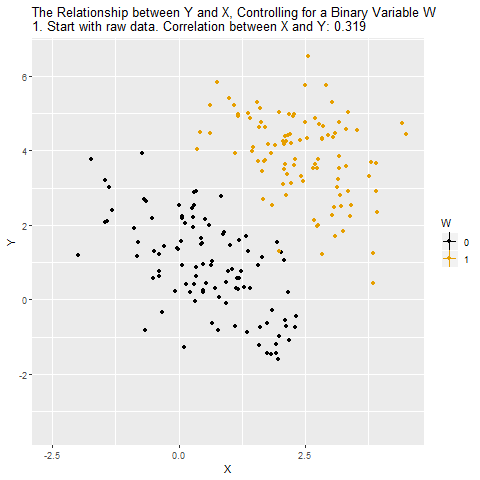 The Relationship between Y and X, Controlling for a Binary Variable W
1. Start with raw data. Correlation between X and Y: 0.319
6
4
2
0
-2
Y
-2.5 0.0 2.5
X
W
0
1